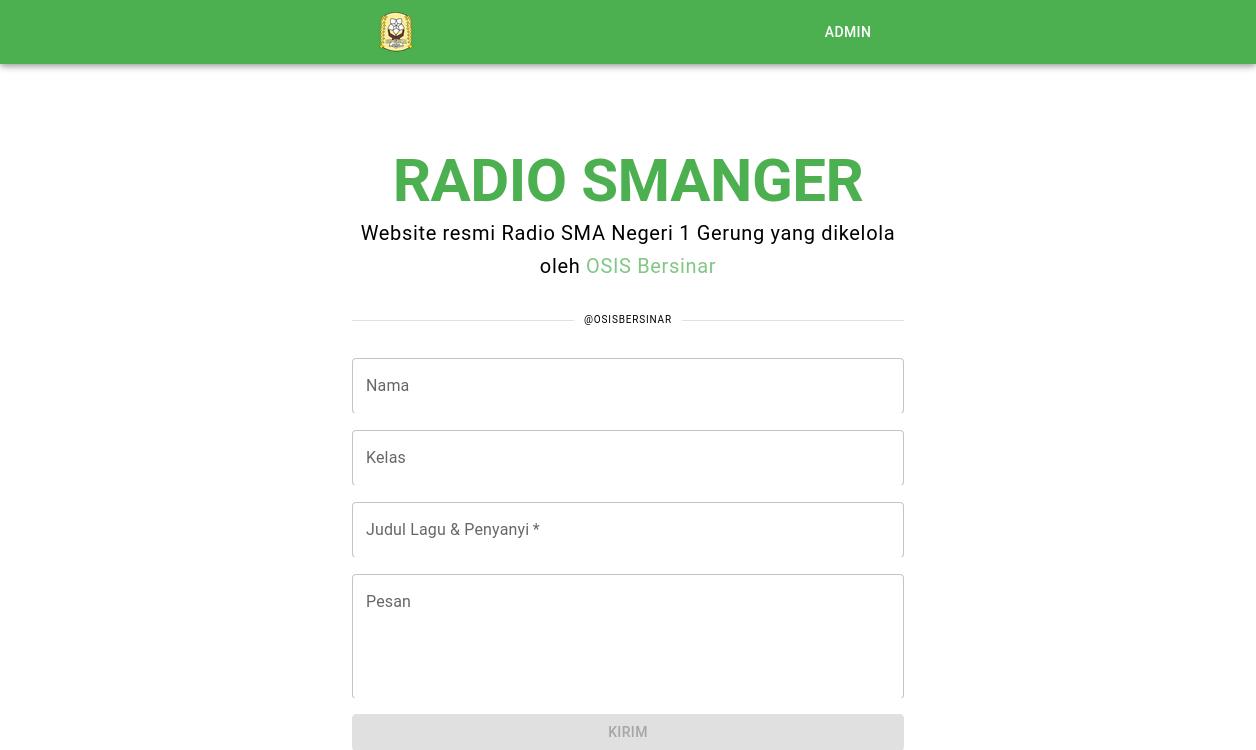 ADMIN
RADIO SMANGER
Website resmi Radio SMA Negeri 1 Gerung yang dikelola
oleh OSIS Bersinar
@OSISBERSINAR
Nama
Kelas
Judul Lagu & Penyanyi *
Pesan
KIRIM